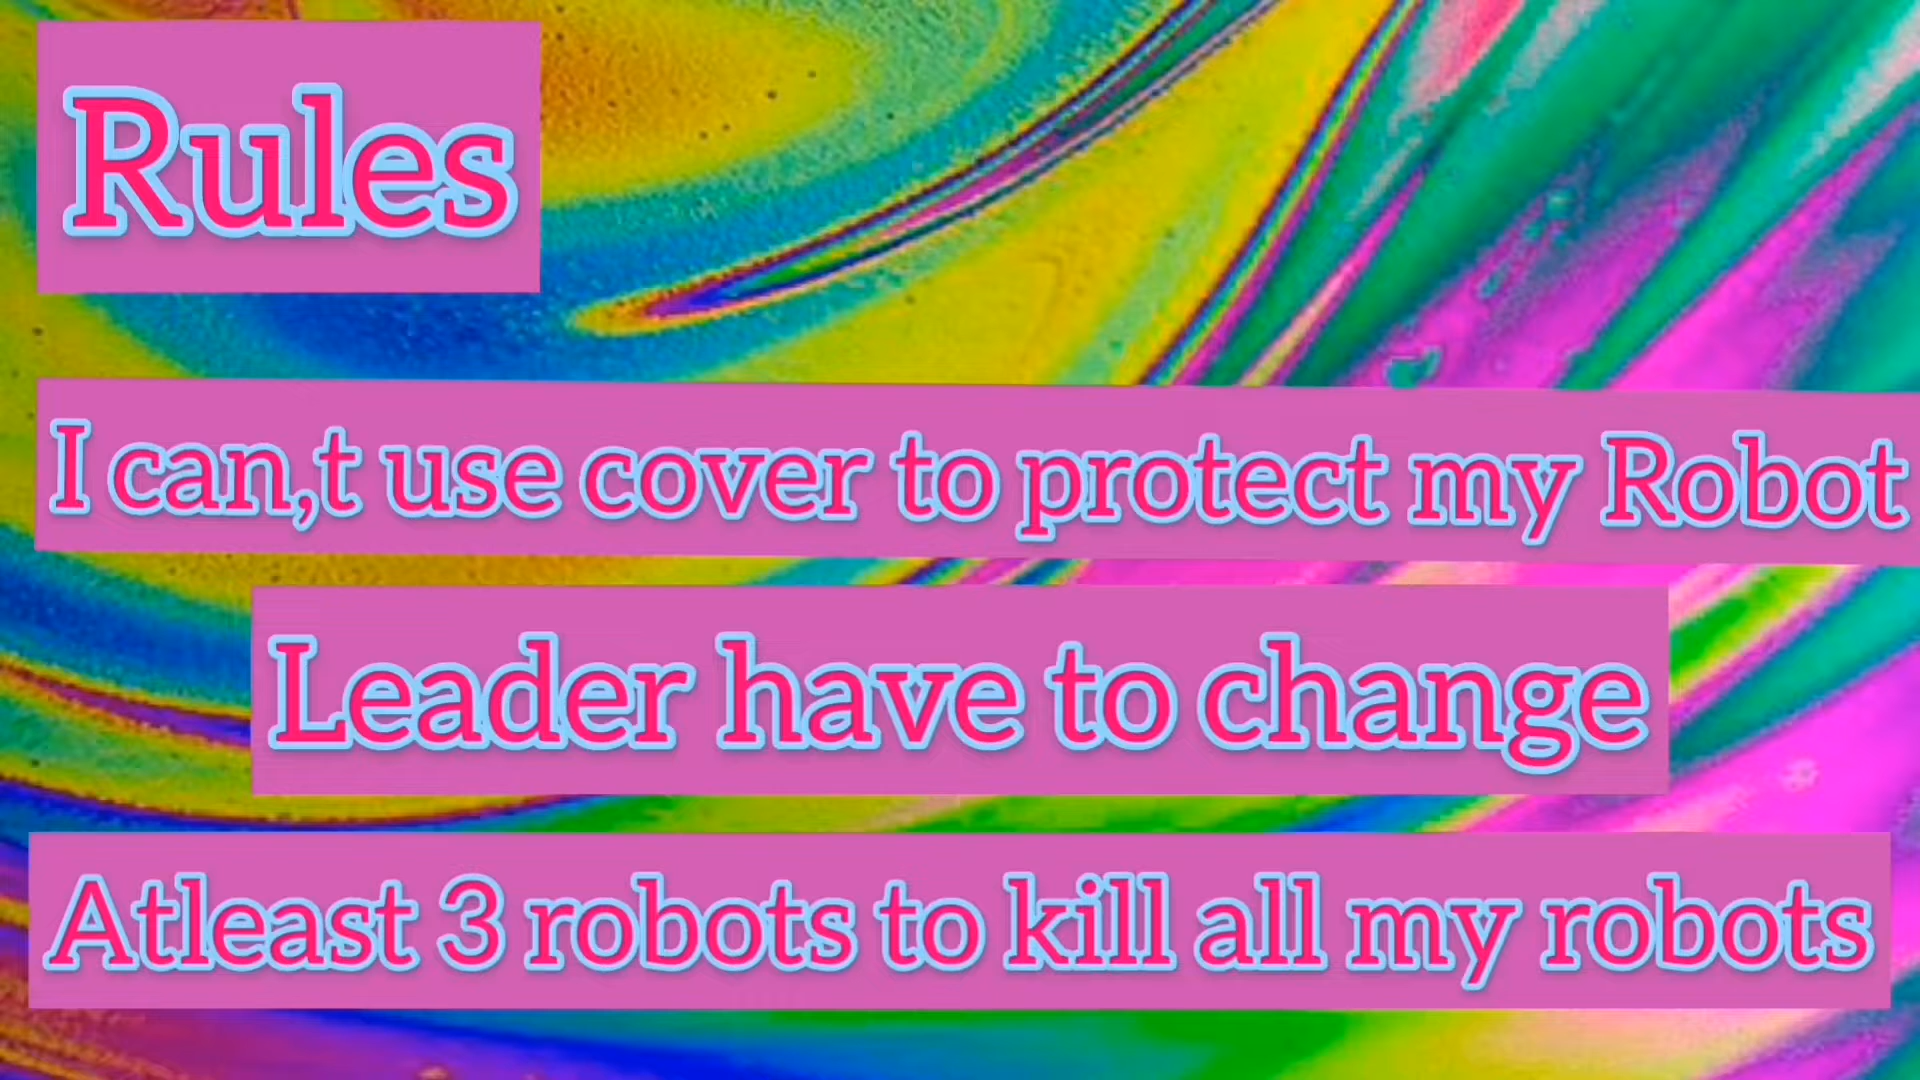 Rules
I can,t use cover to protect my Robot
Leader have to change
Atleast 3 robots to kill all my robots